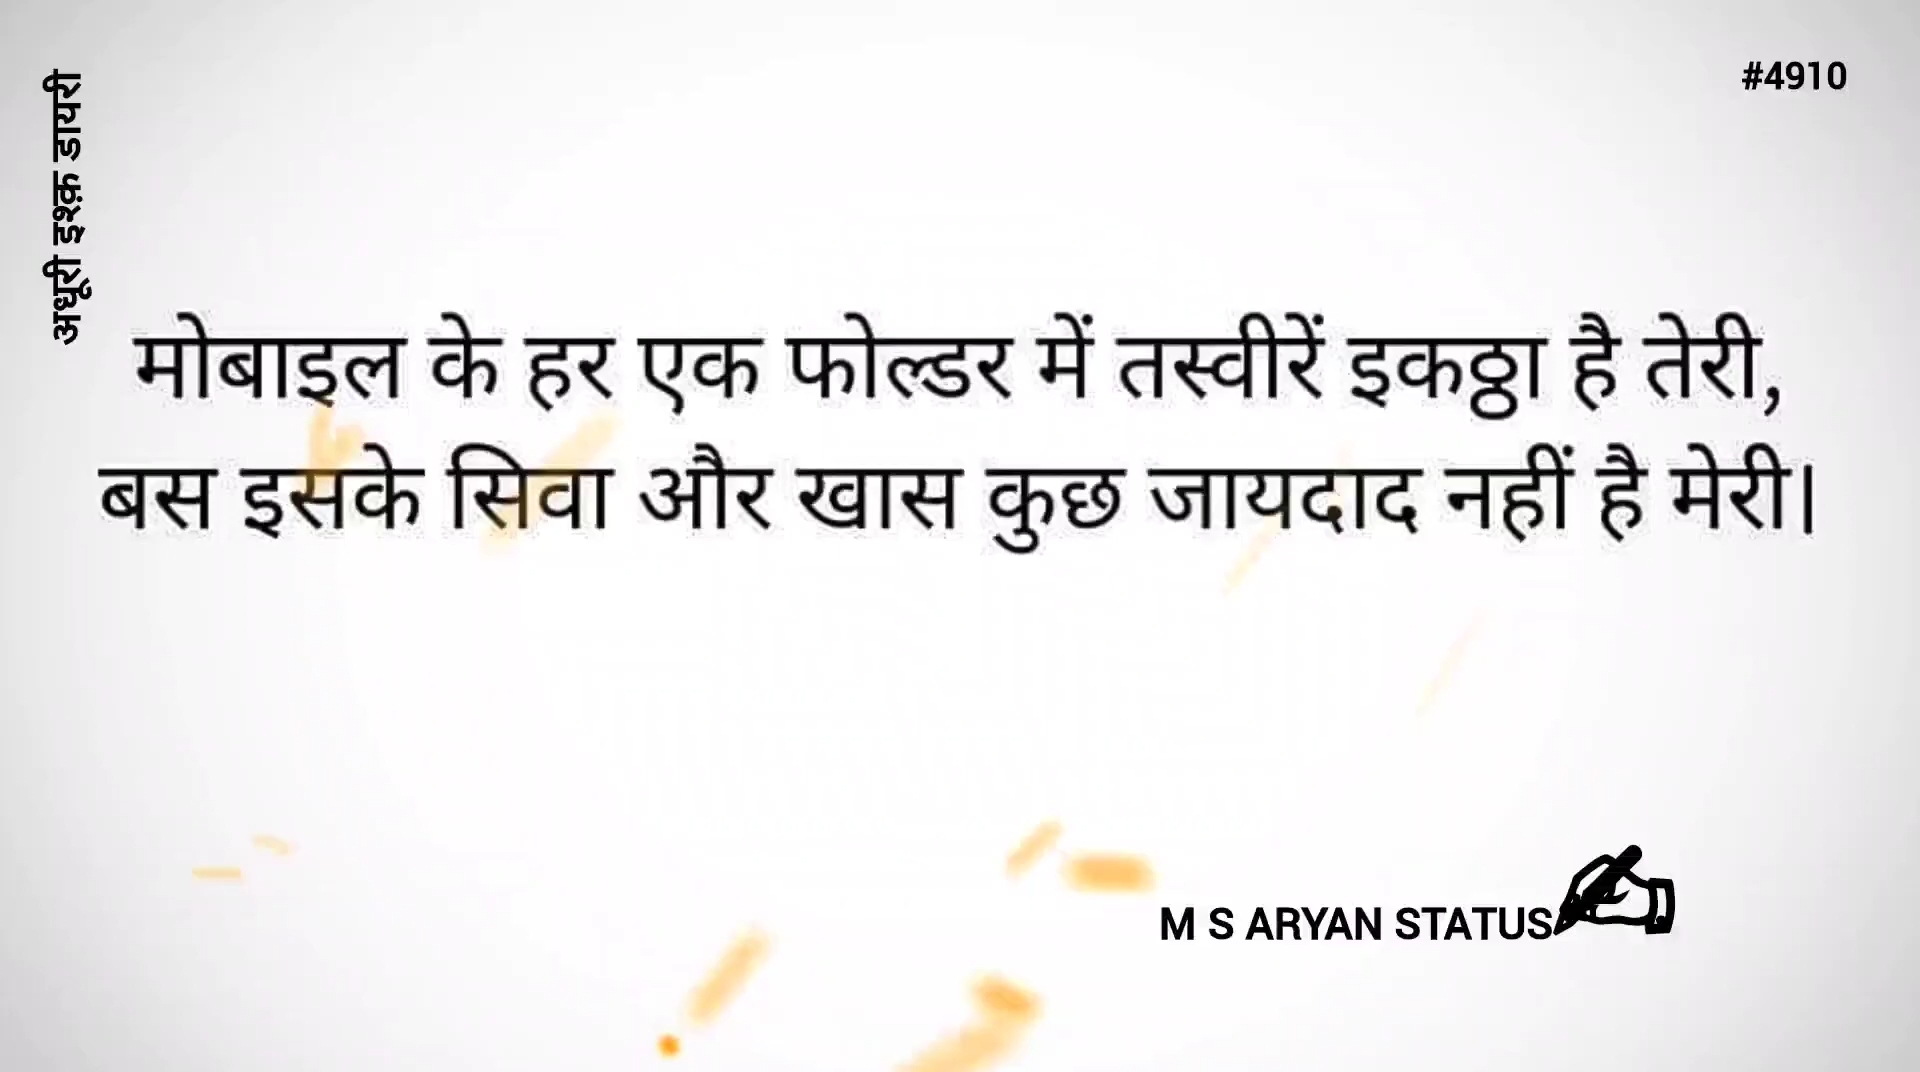 अधूरी इश्क़ डायरी
#4910
मोबाइल के हर एक फोल्डर में तस्वीरें इकठ्ठा है तेरी,
बस इसके सिवा और खास कुछ जायदाद नहीं है मेरी।
M S ARYAN STATUS✍